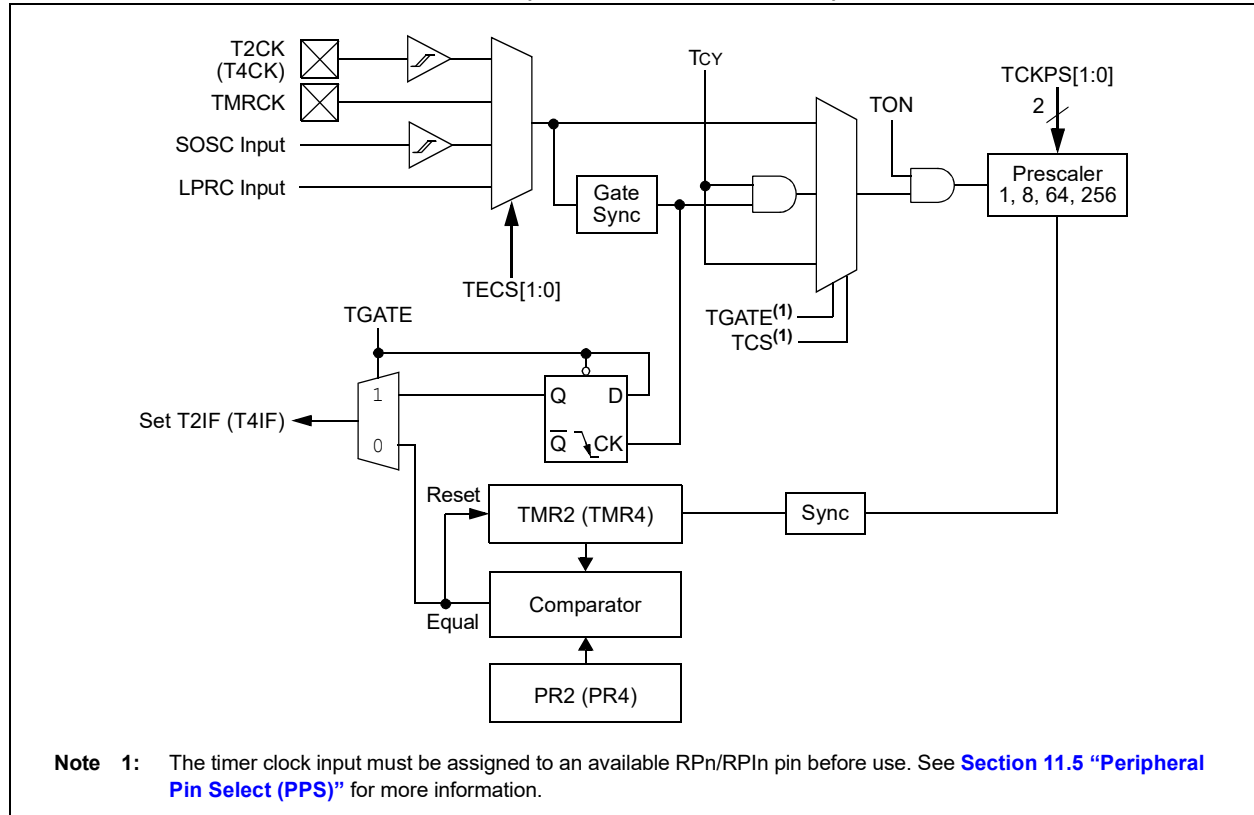 T2CK
(T4CK)
TMRCK
SOSC Input
LPRC Input
TECS[1:0]
Gate
Sync
TCY
TGATE(1)
TCS(1)
TON
TCKPS[1:0]
2
Prescaler
1, 8, 64, 256
TGATE
1
0
Set T2IF (T4IF)
Q D
Q CK
Reset
TMR2 (TMR4)
Sync
Comparator
Equal
PR2 (PR4)
Note 1: The timer clock input must be assigned to an available RPn/RPIn pin before use. See Section 11.5 “Peripheral
Pin Select (PPS)” for more information.